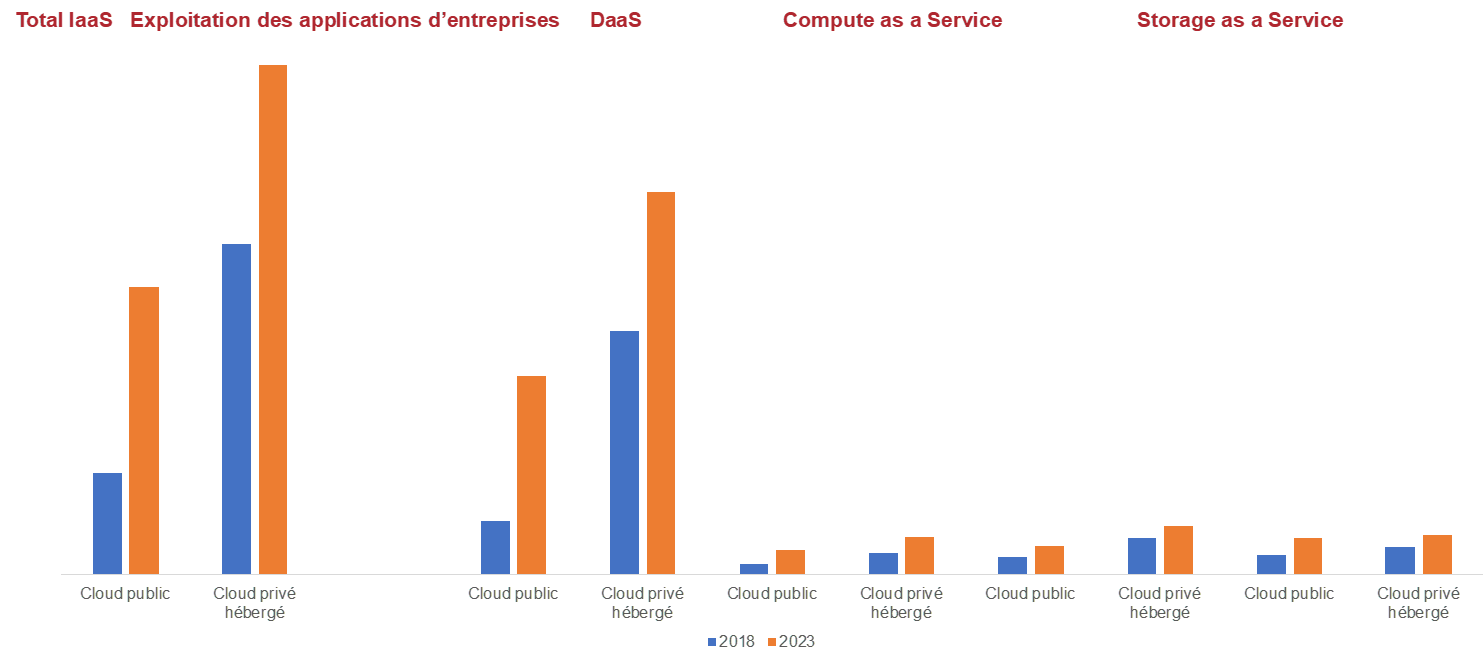 Total IaaS Exploitation des applications d’entreprises DaaS Compute as a Service Storage as a Service
Cloud public Cloud privé hébergé Cloud public Cloud privé hébergé Cloud public Cloud privé hébergé Cloud public Cloud privé hébergé Cloud public Cloud privé hébergé
2018 2023